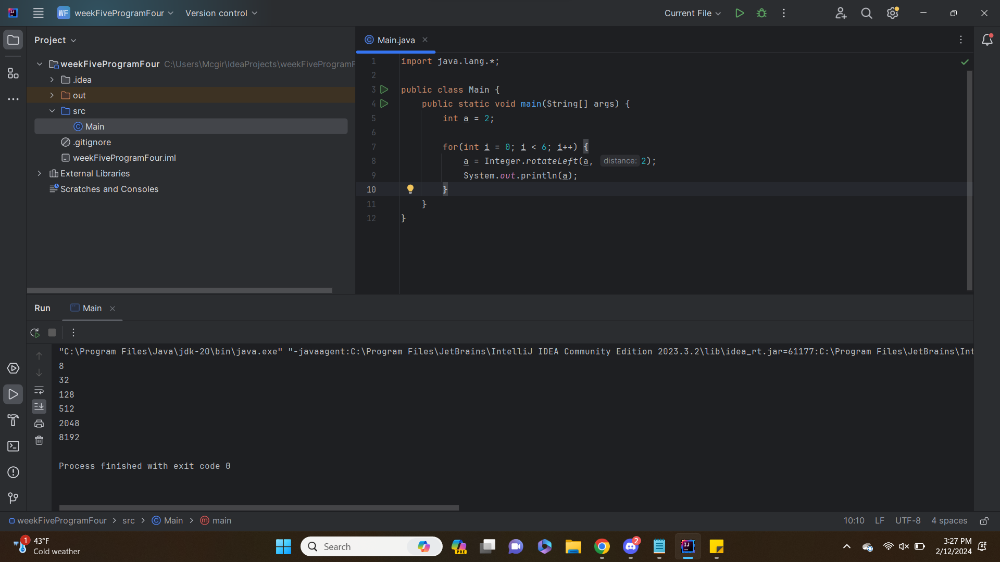 WF weekFiveProgramFour Version control Current File
Project
Main.java
weekFiveProgramFour C:\Users\Mcgir\IdeaProjects\weekFiveProgramF
.idea
out
src
Main
.gitignore
weekFiveProgramFour.iml
External Libraries
Scratches and Consoles
1 import java.lang.*;
2
3 public class Main {
4 public static void main(String[] args) {
5 int a = 2;
6
7 for(int i = 0; i < 6; i++) {
8 a = Integer.rotateLeft(a, distance: 2);
9 System.out.println(a);
10 }
11 }
12 }
Run Main
"C:\Program Files\Java\jdk-20\bin\java.exe" "-javaagent:C:\Program Files\JetBrains\IntelliJ IDEA Community Edition 2023.3.2\lib\idea_rt.jar=61177:C:\Program Files\JetBrains\Int
8
32
128
512
2048
8192
Process finished with exit code 0
weekFiveProgramFour > src > Main > main 10:10 LF UTF-8 4 spaces
1
43°F
Cold weather
Search
PRE
2
IJ
3:27 PM
2/12/2024